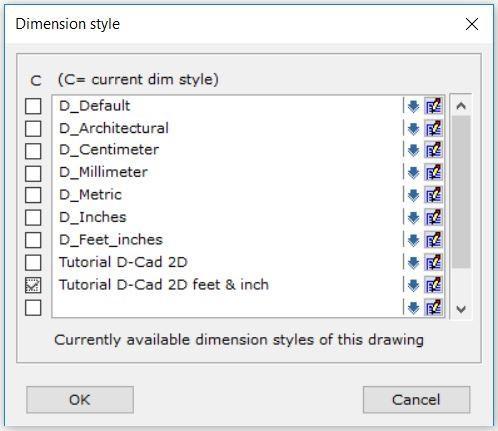 Dimension style
C (C= current dim style)
D_Default
D_Architectural
D_Centimeter
D_Millimeter
D_Metric
D_Inches
D_Feet_inches
Tutorial D-Cad 2D
Tutorial D-Cad 2D feet & inch
Currently available dimension styles of this drawing
OK Cancel